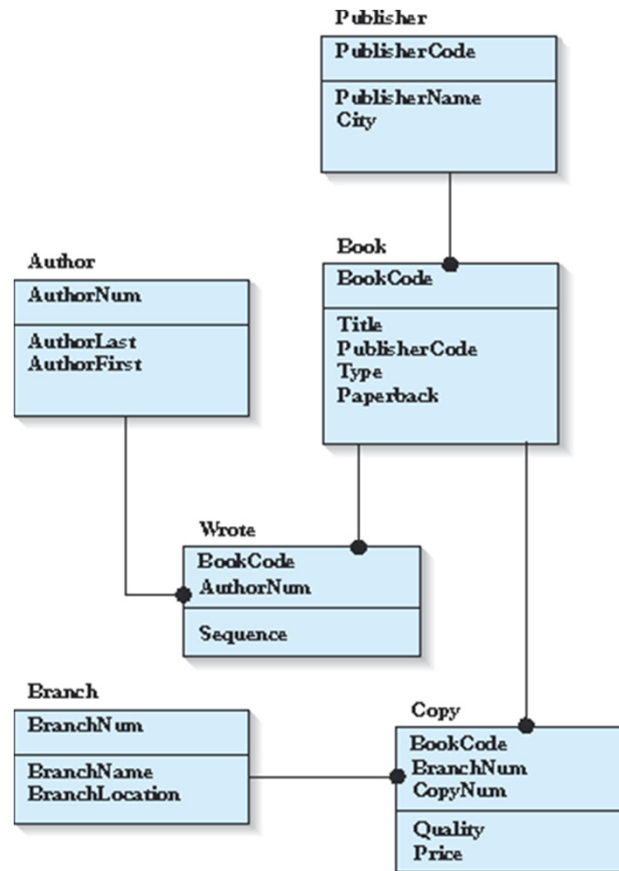 Publisher
PublisherCode
PublisherName
City
Book
BookCode
Title
PublisherCode
Type
Paperback
Author
AuthorNum
AuthorLast
AuthorFirst
Wrote
BookCode
AuthorNum
Sequence
Branch
BranchNum
BranchName
BranchLocation
Copy
BookCode
BranchNum
CopyNum
Quality
Price